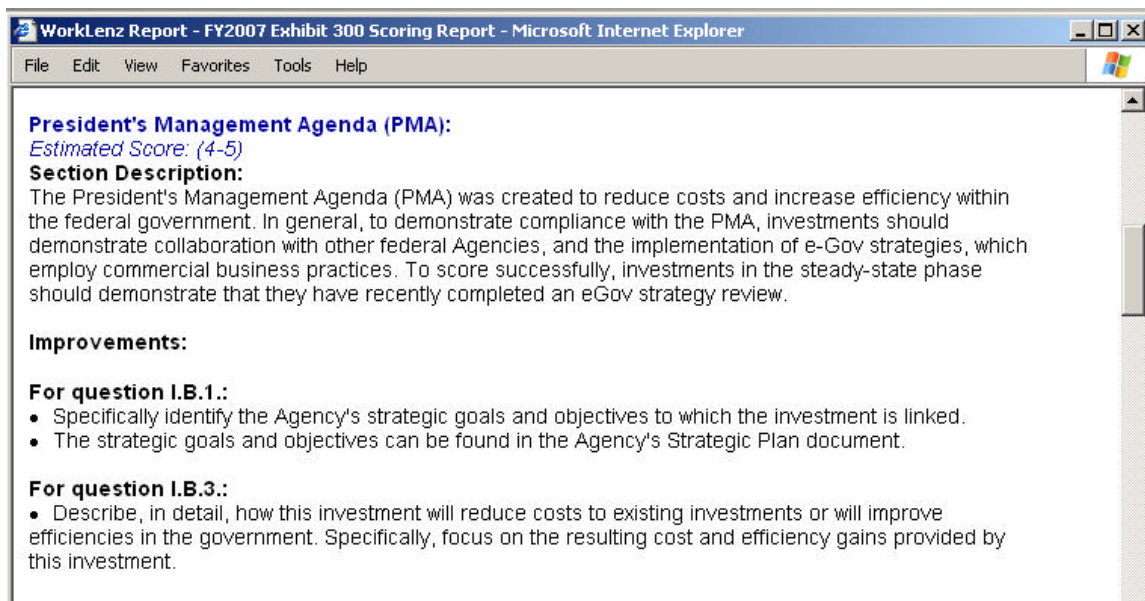 WorkLenz Report - FY2007 Exhibit 300 Scoring Report - Microsoft Internet Explorer
File Edit View Favorites Tools Help
President's Management Agenda (PMA):
Estimated Score: (4-5)
Section Description:
The President's Management Agenda (PMA) was created to reduce costs and increase efficiency within
the federal government. In general, to demonstrate compliance with the PMA, investments should
demonstrate collaboration with other federal Agencies, and the implementation of e-Gov strategies, which
employ commercial business practices. To score successfully, investments in the steady-state phase
should demonstrate that they have recently completed an eGov strategy review.
Improvements:
For question I.B.1.:
• Specifically identify the Agency's strategic goals and objectives to which the investment is linked.
• The strategic goals and objectives can be found in the Agency's Strategic Plan document.
For question I.B.3.:
• Describe, in detail, how this investment will reduce costs to existing investments or will improve
efficiencies in the government. Specifically, focus on the resulting cost and efficiency gains provided by
this investment.